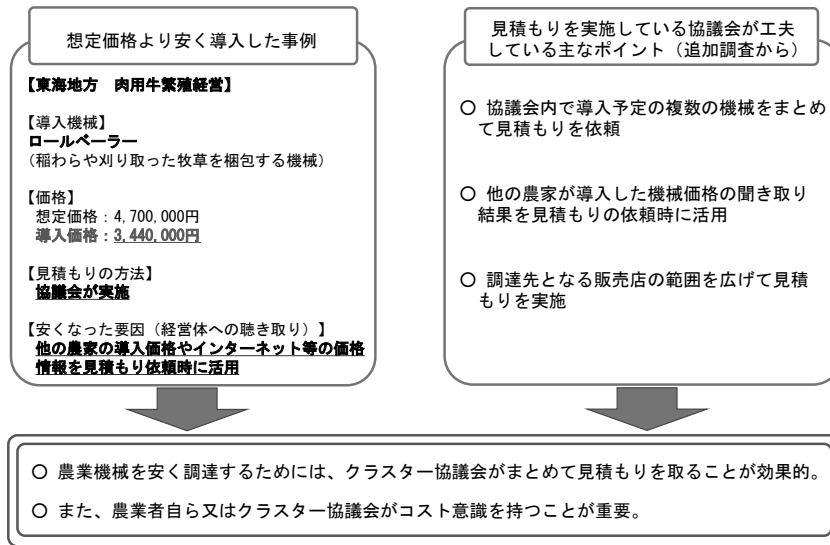 想定価格より安く導入した事例
【東海地方　肉用牛繁殖経営】
【導入機械】
ロールベーラー
（稲わらや刈り取った牧草を梱包する機械）
【価格】
想定価格：4,700,000円
導入価格：3,440,000円
【見積もりの方法】
協議会が実施
【安くなった要因（経営体への聴き取り）】
他の農家の導入価格やインターネット等の価格
情報を見積もり依頼時に活用
見積もりを実施している協議会が工夫
している主なポイント（追加調査から）
○ 協議会内で導入予定の複数の機械をまとめ
て見積もりを依頼
○ 他の農家が導入した機械価格の聞き取り
結果を見積もりの依頼時に活用
○ 調達先となる販売店の範囲を広げて見積
もりを実施
○ 農業機械を安く調達するためには、クラスター協議会がまとめて見積もりを取ることが効果的。
○ また、農業者自ら又はクラスター協議会がコスト意識を持つことが重要。